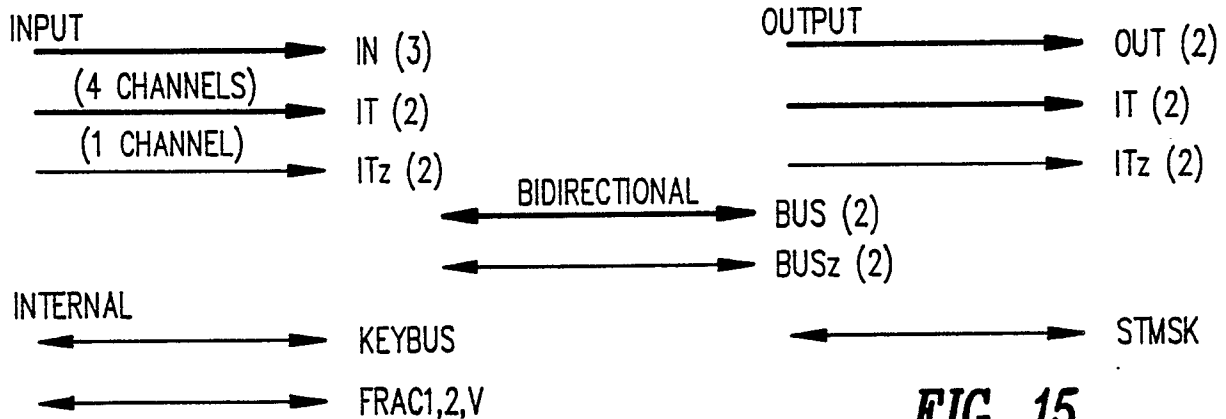 INPUT
IN (3)
(4 CHANNELS)
IT (2)
(1 CHANNEL)
ITz (2)
OUTPUT
OUT (2)
IT (2)
ITz (2)
BIDIRECTIONAL
BUS (2)
BUSz (2)
INTERNAL
KEYBUS
STMSK
FRAC1,2,V
FIG. 15